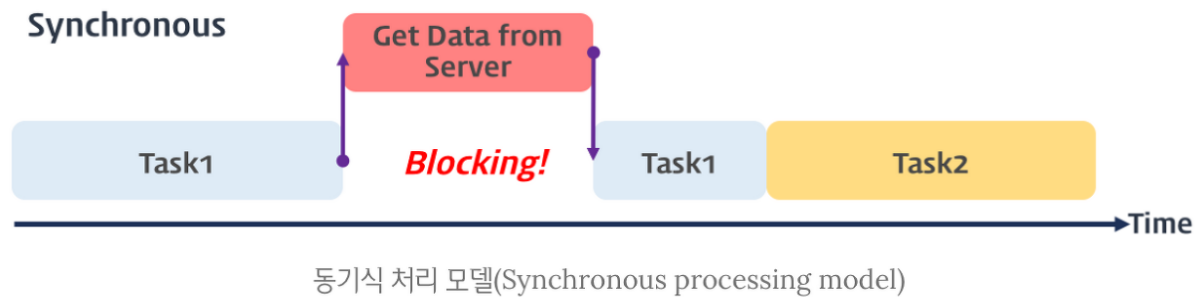 Synchronous
Get Data from
Server
Task1
Blocking!
Task1
Task2
Time
동기식 처리 모델(Synchronous processing model)